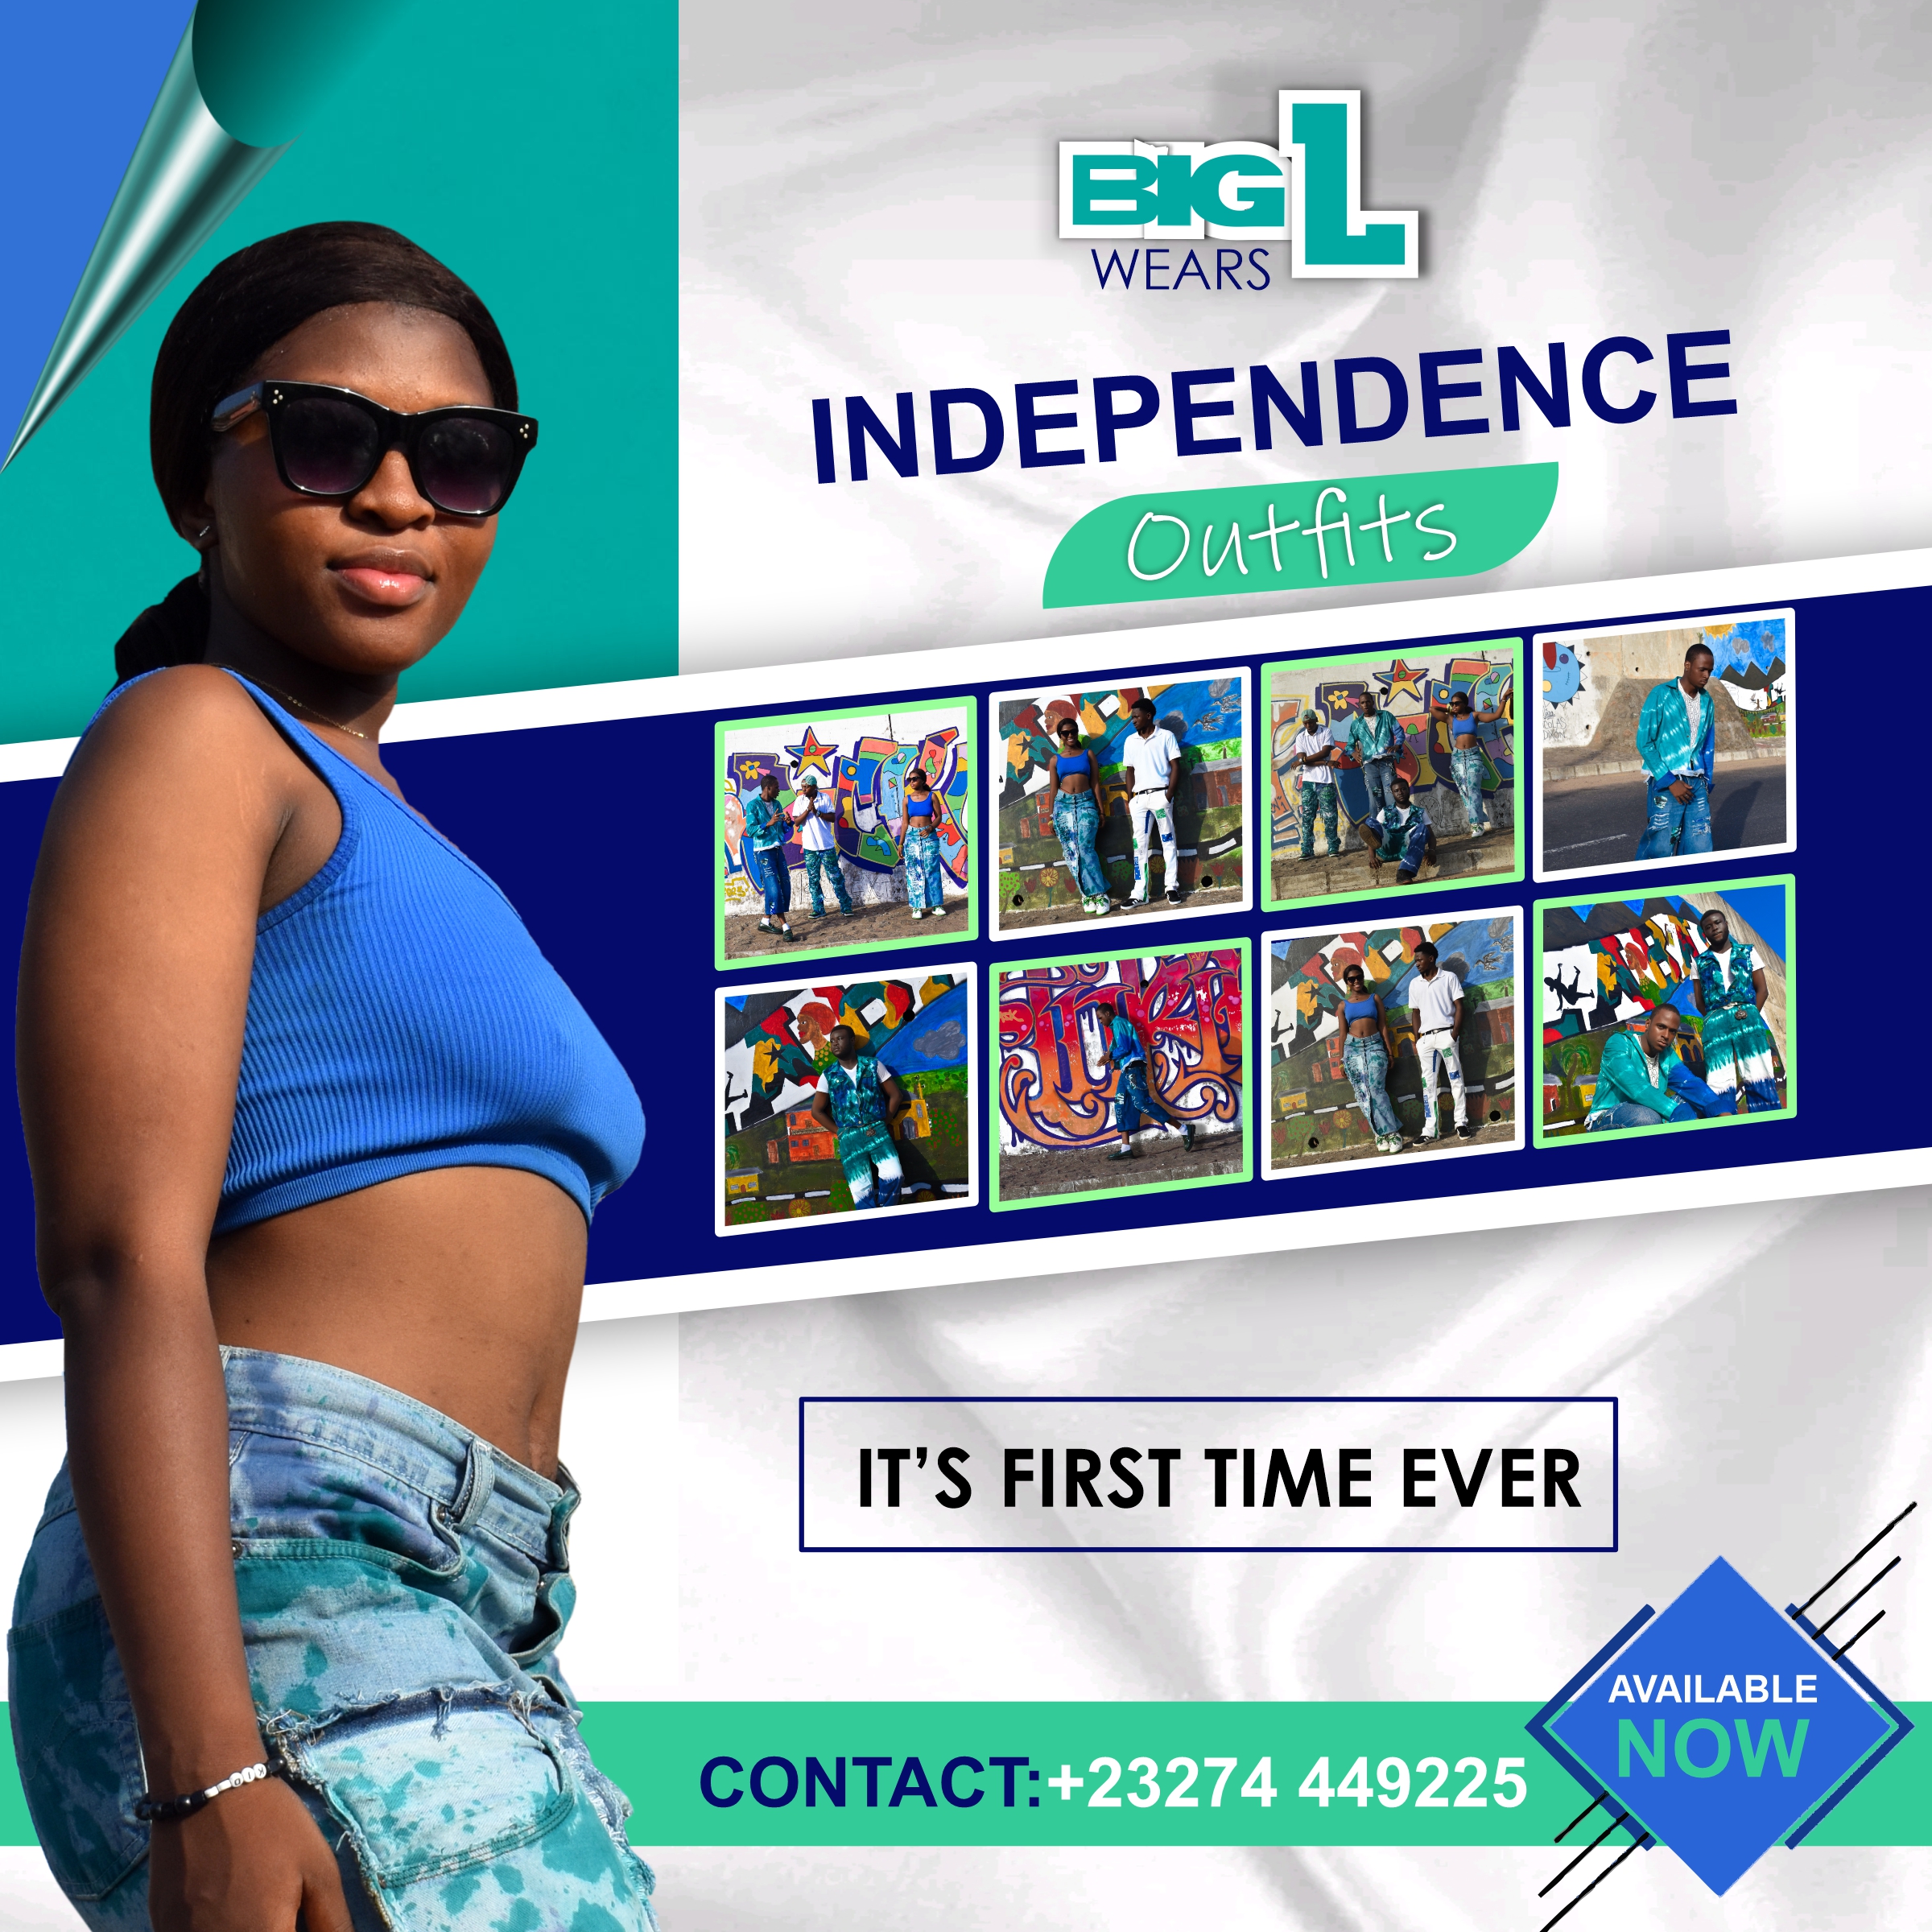 BIG L
WEARS
INDEPENDENCE
Outfits
IT'S FIRST TIME EVER
AVAILABLE
NOW
CONTACT:+23274 449225